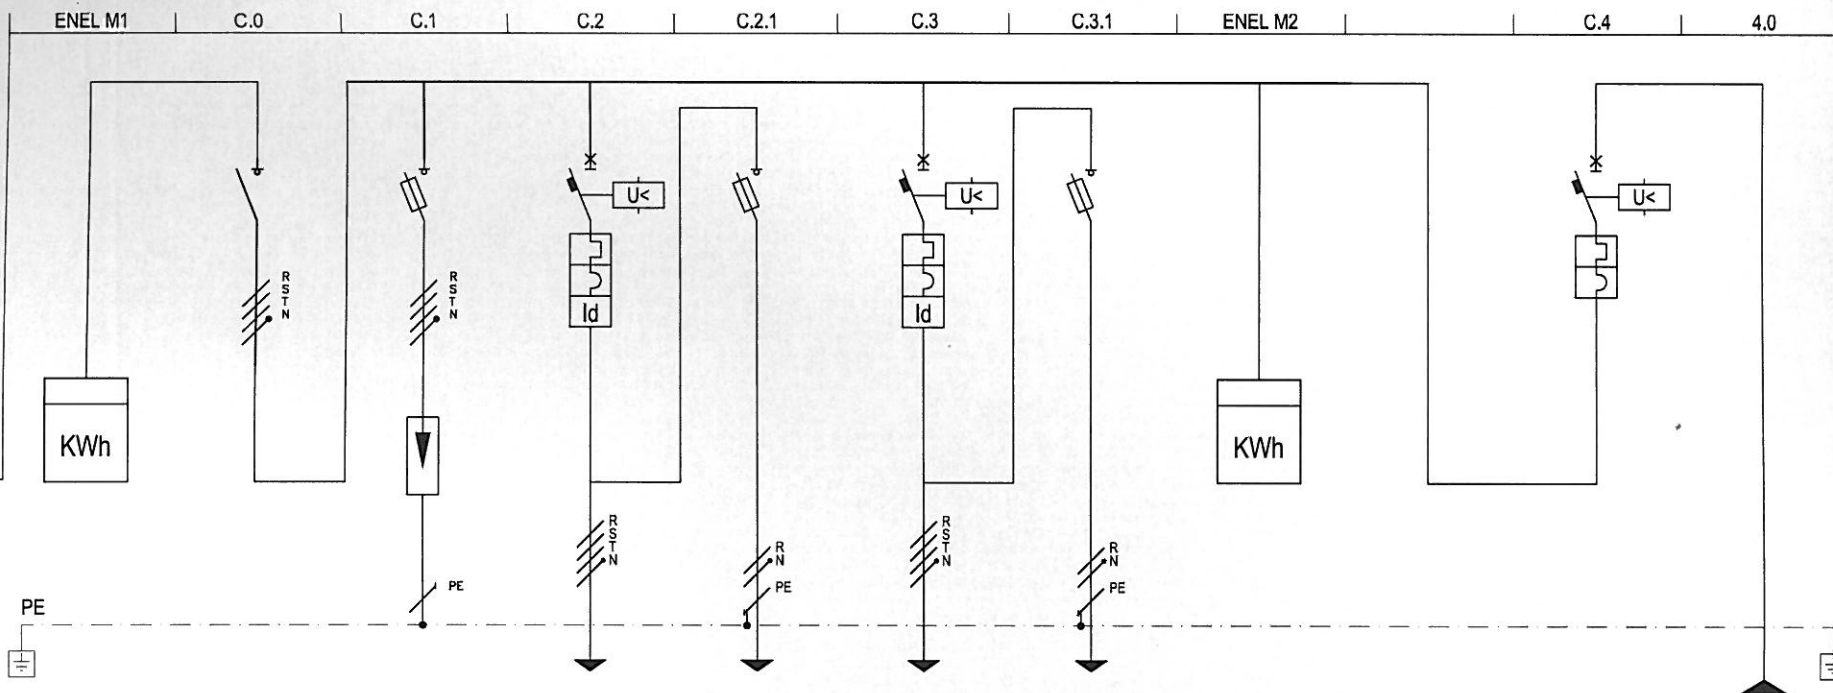 ENEL M1 C.0 C.1 C.2 C.2.1 C.3 C.3.1 ENEL M2 C.4 4.0
U< U< U<
R S T N
R S T N
Id Id
KWh KWh
R S T N
R N
R S T N
R N
PE PE PE
PE